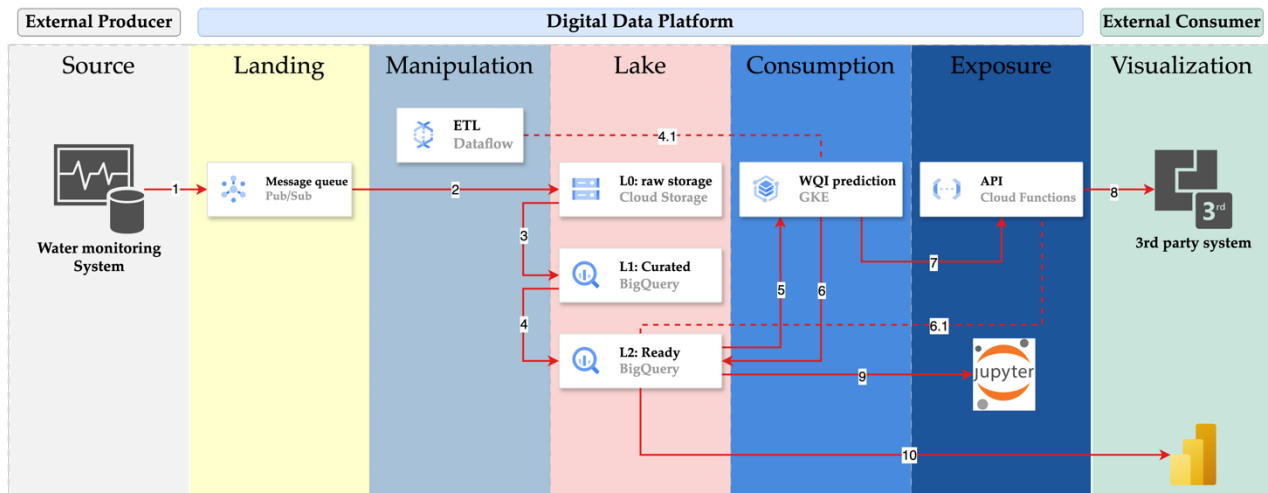 External Producer
Digital Data Platform
External Consumer
Source
Landing
Manipulation
Lake
Consumption
Exposure
Visualization
ETL
Dataflow
4.1
1
Message queue
Pub/Sub
2
L0: raw storage
Cloud Storage
WQI prediction
GKE
API
Cloud Functions
8
3rd
Water monitoring
System
3rd party system
3
7
L1: Curated
BigQuery
5
6
4
6.1
L2: Ready
BigQuery
9
jupyter
10